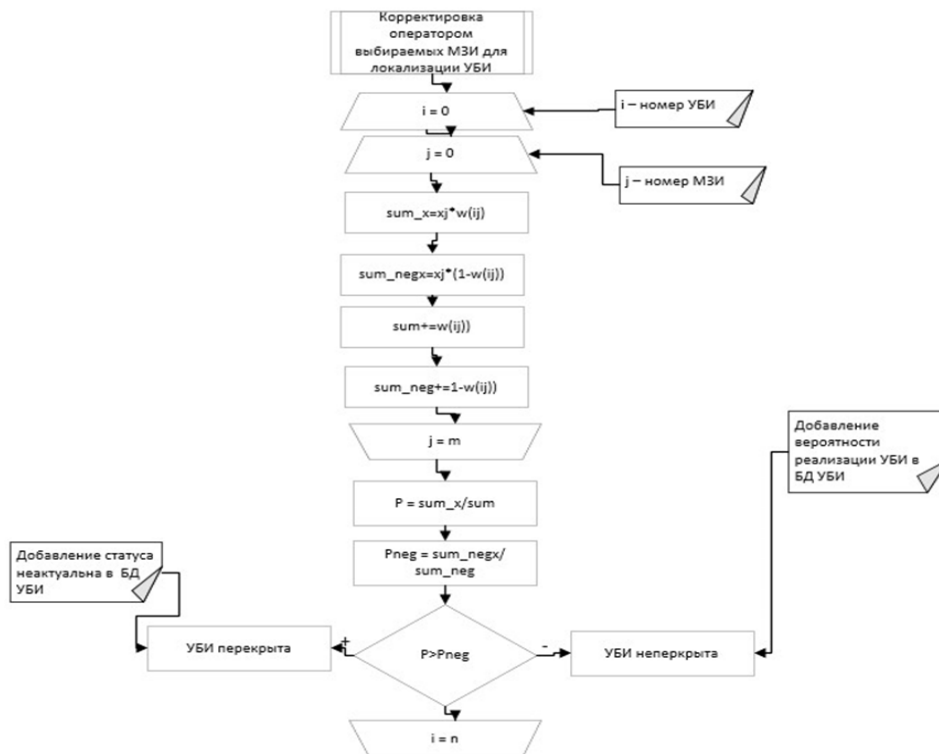 Корректировка
оператором
выбираемых МЗИ для
локализации УБИ
i = 0
i – номер УБИ
j = 0
j – номер МЗИ
sum_x=xj*w(ij)
sum_negx=xj*(1-w(ij))
sum+=w(ij))
sum_neg+=1-w(ij))
j = m
Добавление
вероятности
реализации УБИ в
БД УБИ
P = sum_x/sum
Pneg = sum_negx/
sum_neg
Добавление статуса
неактуальна в БД
УБИ
УБИ перекрыта
+
P>Pneg
-
УБИ неперкрыта
i = n